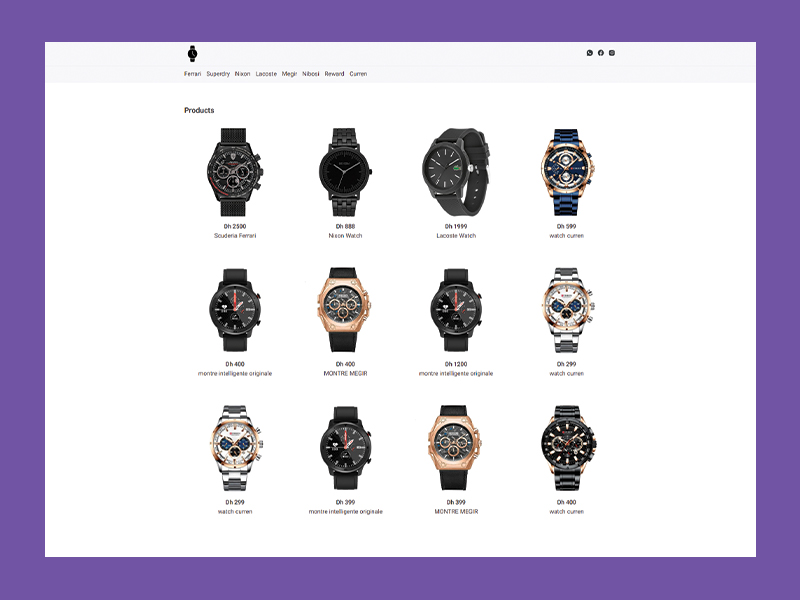 Ferrari Superdry Nixon Lacoste Megir Nibosi Reward Curren
Products
Dh 2500 Dh 888 Dh 1999 Dh 599
Scuderia Ferrari Nixon Watch Lacoste Watch watch curren
Dh 400 Dh 400 Dh 1200 Dh 299
montre intelligente originale MONTRE MEGIR montre intelligente originale watch curren
Dh 299 Dh 399 Dh 399 Dh 400
watch curren montre intelligente originale MONTRE MEGIR watch curren